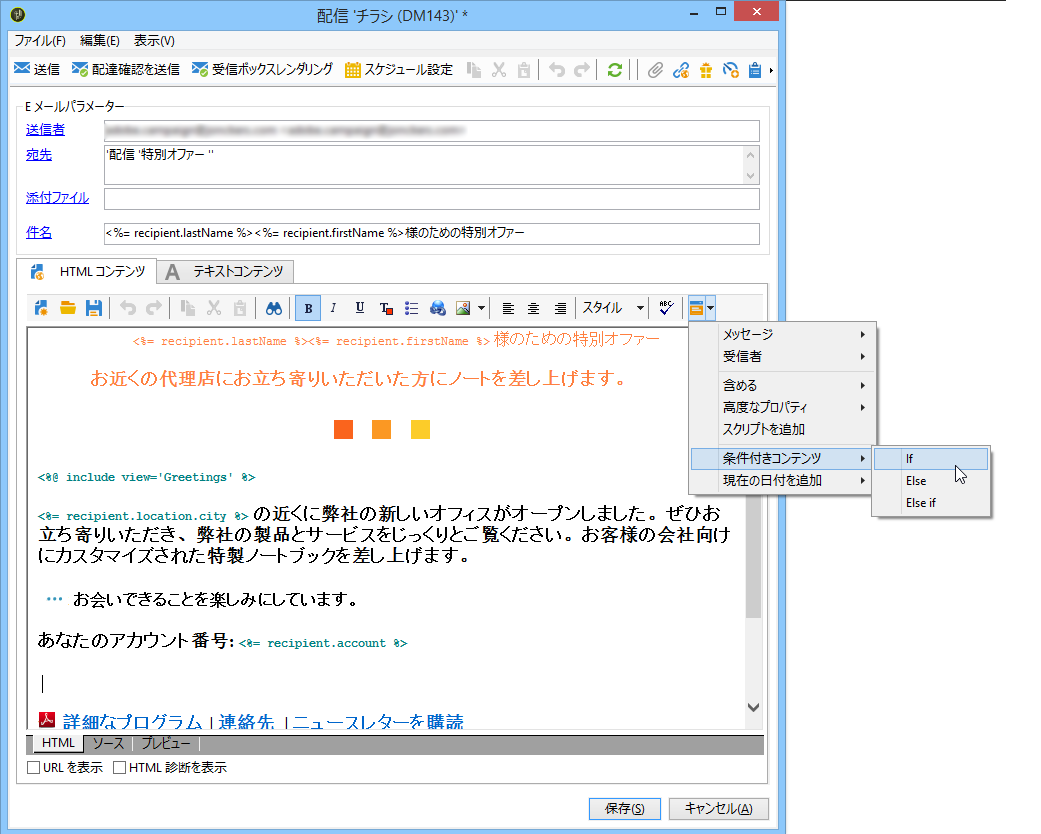 配信 'チラシ (DM143)' *
ファイル(F) 編集(E) 表示(V)
送信 配達確認を送信 受信ボックスレンダリング スケジュール設定
E メールパラメーター
送信者
宛先 '配信 '特別オファー ''
添付ファイル
件名 <%= recipient.lastName %><%= recipient.firstName %>様のための特別オファー
HTML コンテンツ A テキストコンテンツ
B I U T スタイル ABC
<%= recipient.lastName %><%= recipient.firstName %> 様のための特別オファー
お近くの代理店にお立ち寄りいただいた方にノートを差し上げます。
<%@ include view='Greetings' %>
<%= recipient.location.city %> の近くに弊社の新しいオフィスがオープンしました。ぜひお
立ち寄りいただき、弊社の製品とサービスをじっくりとご覧ください。お客様の会社向け
にカスタマイズされた特製ノートブックを差し上げます。
… お会いできることを楽しみにしています。
あなたのアカウント番号: <%= recipient.account %>
詳細なプログラム | 連絡先 | ニュースレターを購読
メッセージ
受信者
含める
高度なプロパティ
スクリプトを追加
条件付きコンテンツ
現在の日付を追加
If
Else
Else if
HTML ソース プレビュー
URL を表示 HTML 診断を表示
保存(S) キャンセル(A)